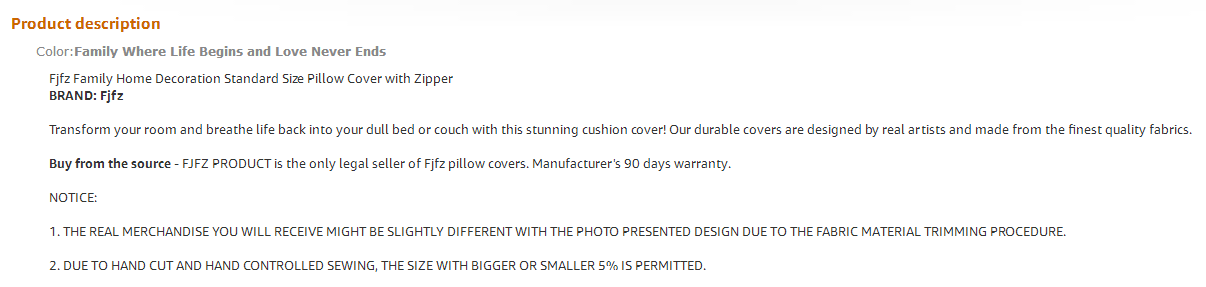 Product description
Color:Family Where Life Begins and Love Never Ends
Fjfz Family Home Decoration Standard Size Pillow Cover with Zipper
BRAND: Fjfz
Transform your room and breathe life back into your dull bed or couch with this stunning cushion cover! Our durable covers are designed by real artists and made from the finest quality fabrics.
Buy from the source - FJFZ PRODUCT is the only legal seller of Fjfz pillow covers. Manufacturer's 90 days warranty.
NOTICE:
1. THE REAL MERCHANDISE YOU WILL RECEIVE MIGHT BE SLIGHTLY DIFFERENT WITH THE PHOTO PRESENTED DESIGN DUE TO THE FABRIC MATERIAL TRIMMING PROCEDURE.
2. DUE TO HAND CUT AND HAND CONTROLLED SEWING, THE SIZE WITH BIGGER OR SMALLER 5% IS PERMITTED.